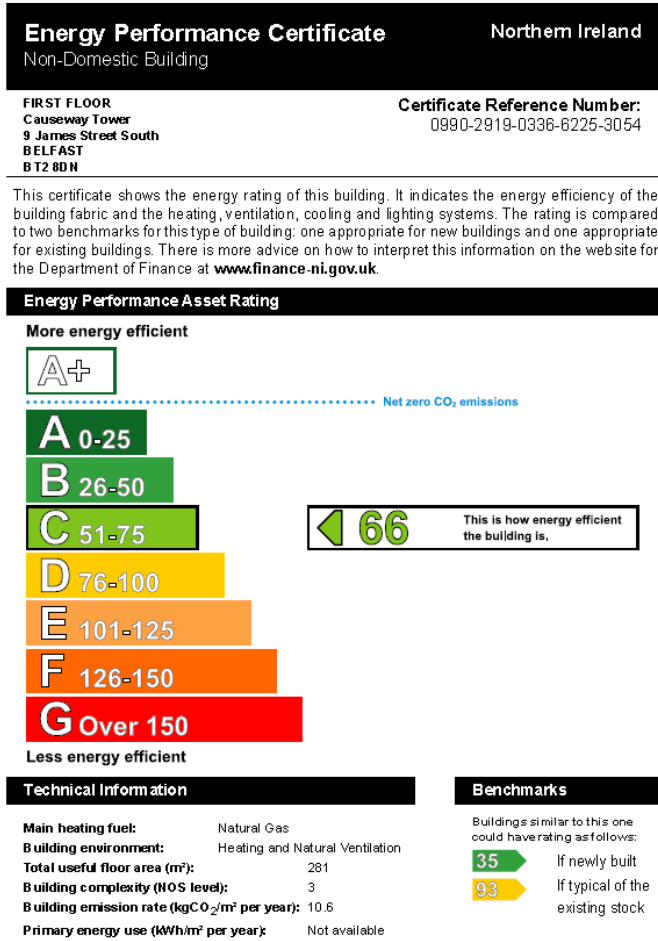 Energy Performance Certificate
Northern Ireland
Non-Domestic Building
FIRST FLOOR
Causeway Tower
9 James Street South
BELFAST
BT2 8DN
Certificate Reference Number:
0990-2919-0336-6225-3054
This certificate shows the energy rating of this building. It indicates the energy efficiency of the
building fabric and the heating, ventilation, cooling and lighting systems. The rating is compared
to two benchmarks for this type of building: one appropriate for new buildings and one appropriate
for existing buildings. There is more advice on how to interpret this information on the website for
the Department of Finance at www.finance-ni.gov.uk.
Energy Performance Asset Rating
More energy efficient
A+
Net zero CO₂ emissions
A 0-25
B 26-50
C 51-75
66 This is how energy efficient
the building is.
D 76-100
E 101-125
F 126-150
G Over 150
Less energy efficient
Technical Information
Main heating fuel: Natural Gas
Building environment: Heating and Natural Ventilation
Total useful floor area (m²): 281
Building complexity (NOS level): 3
Building emission rate (kgCO₂/m² per year): 10.6
Primary energy use (kWh/m² per year): Not available
Benchmarks
Buildings similar to this one
could have rating as follows:
35 If newly built
93 If typical of the
existing stock